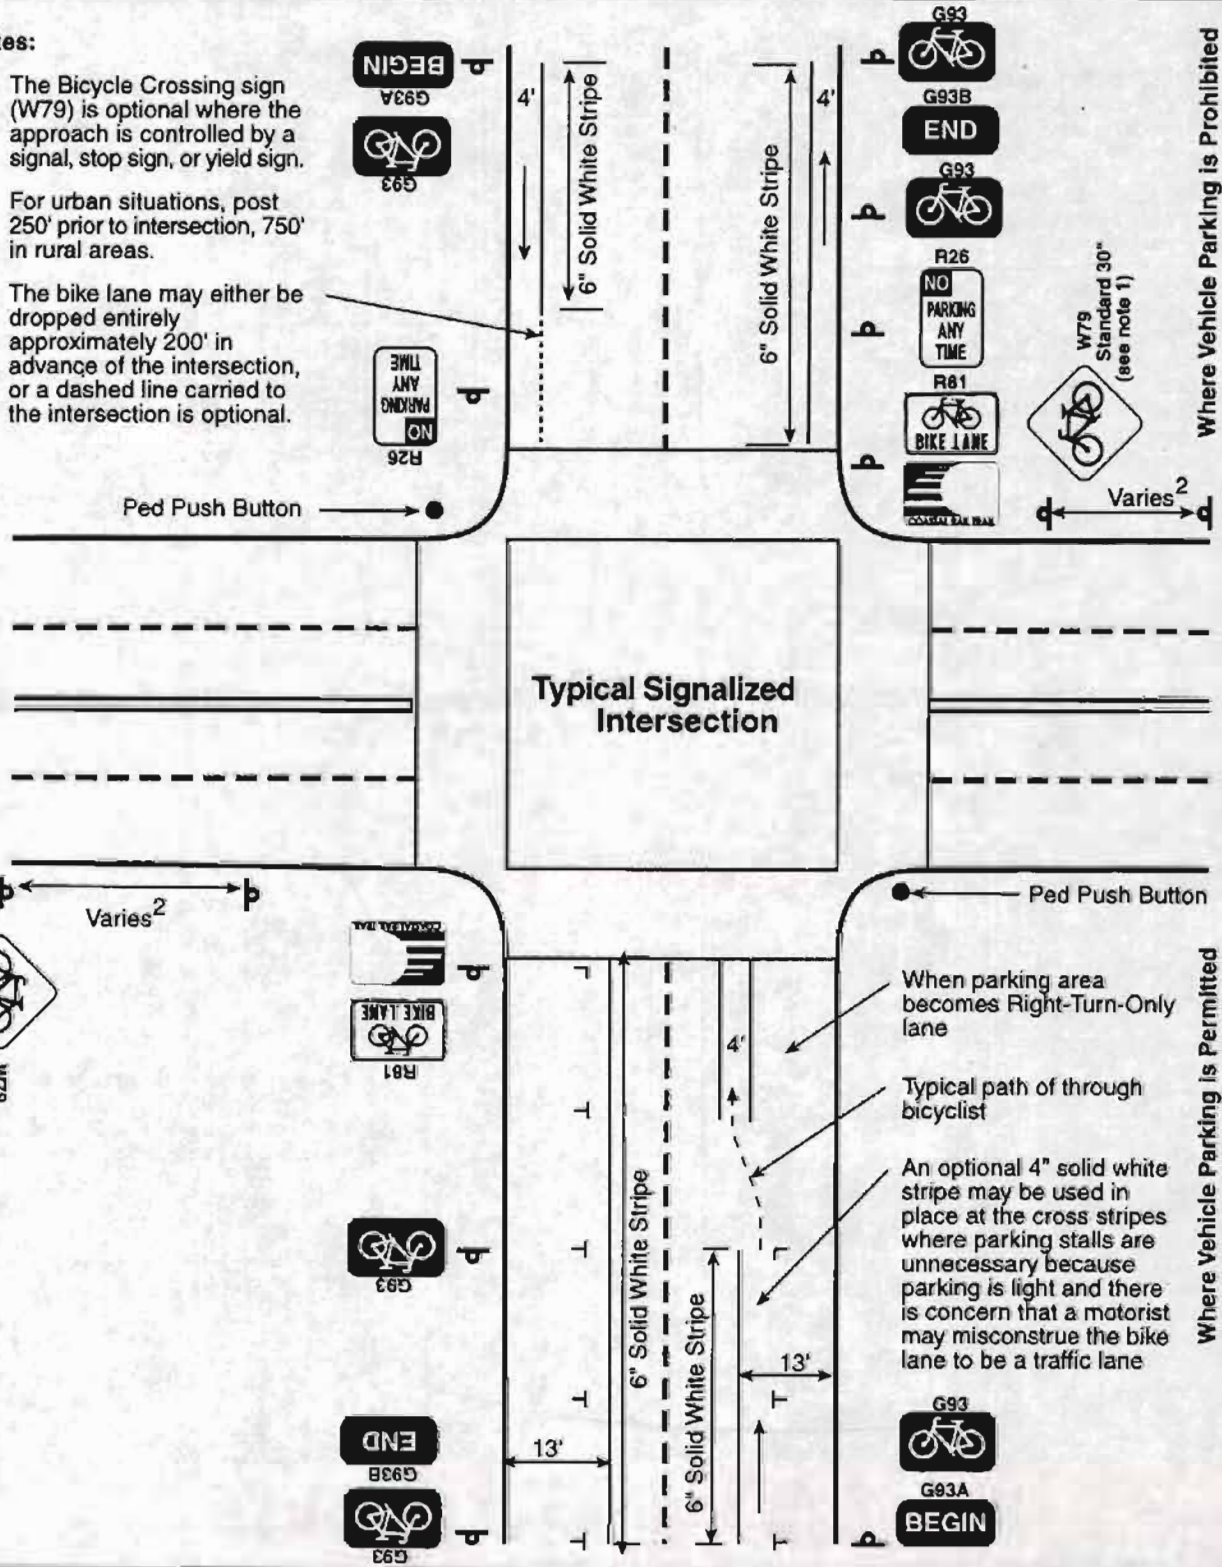 tes:
The Bicycle Crossing sign
(W79) is optional where the
approach is controlled by a
signal, stop sign, or yield sign.
For urban situations, post
250' prior to intersection, 750'
in rural areas.
The bike lane may either be
dropped entirely
approximately 200' in
advance of the intersection,
or a dashed line carried to
the intersection is optional.
BEGIN
G93A
G93
NO
PARKING
ANY
TIME
R26
Ped Push Button
4'
6" Solid White Stripe
6" Solid White Stripe
4'
G93
G93B
END
G93
R26
NO
PARKING
ANY
TIME
R81
BIKE LANE
COASTAL RAIL TRAIL
W79
Standard 30"
(see note 1)
Varies2
Where Vehicle Parking is Prohibited
Typical Signalized
Intersection
Varies2
W79
COASTAL RAIL TRAIL
BIKE LANE
R81
G93
END
G93B
G93
13'
6" Solid White Stripe
6" Solid White Stripe
4'
13'
Ped Push Button
When parking area
becomes Right-Turn-Only
lane
Typical path of through
bicyclist
An optional 4" solid white
stripe may be used in
place at the cross stripes
where parking stalls are
unnecessary because
parking is light and there
is concern that a motorist
may misconstrue the bike
lane to be a traffic lane
G93
G93A
BEGIN
Where Vehicle Parking is Permitted